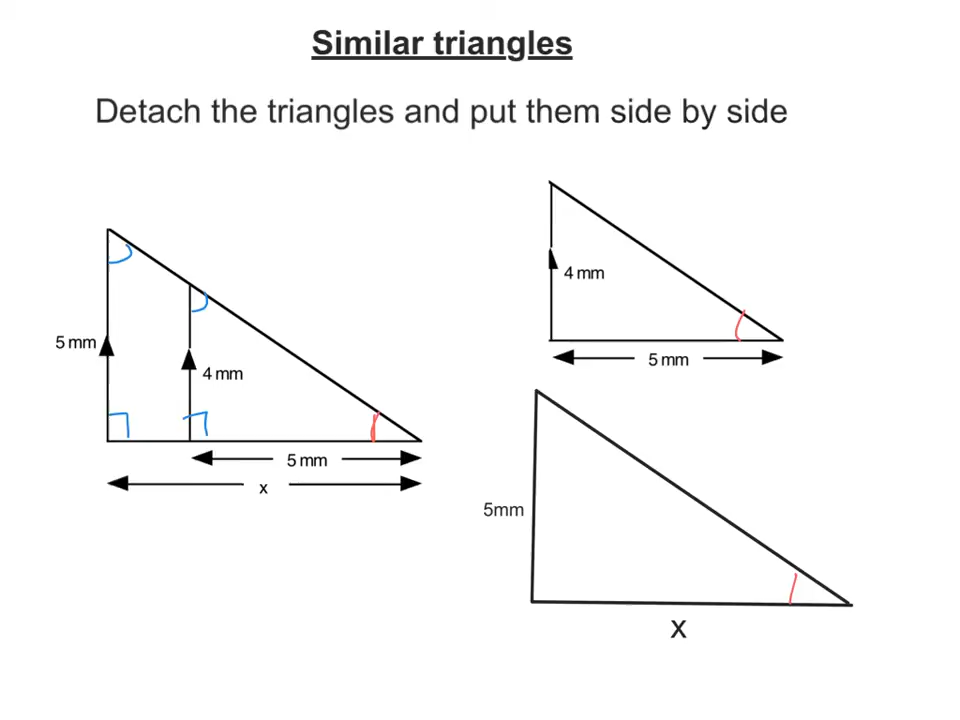 Similar triangles
Detach the triangles and put them side by side
5 mm
4 mm
5 mm
x
4 mm
5 mm
5mm
x